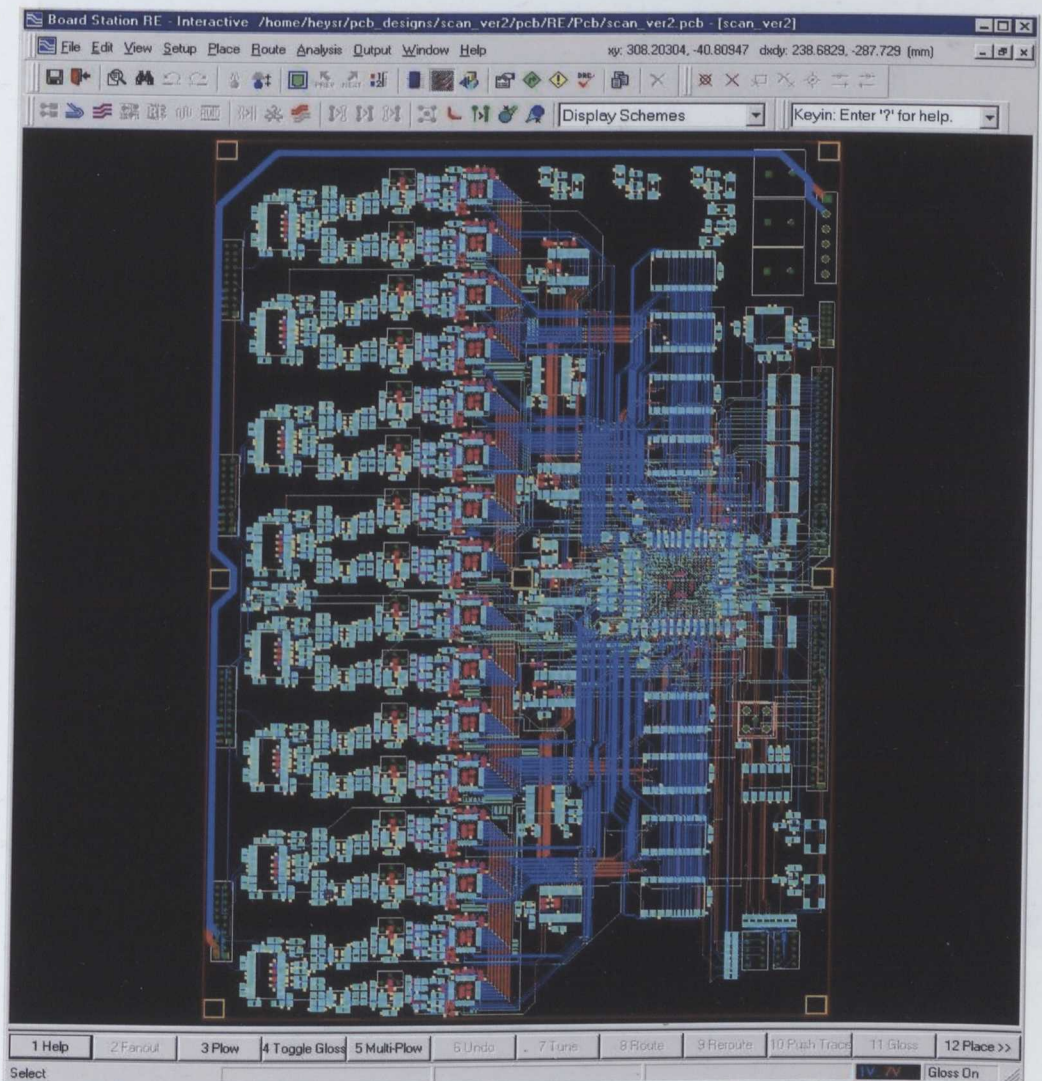 Board Station RE - Interactive /home/heysr/pcb_designs/scan_ver2/pcb/RE/Pcb/scan_ver2.pcb - [scan_ver2]
File Edit View Setup Place Route Analysis Output Window Help xy: 308.20304, -40.80947 dxdy: 238.6829, -287.729 (mm)
Display Schemes Keyin: Enter '?' for help.
1 Help 2 Fanout 3 Plow 4 Toggle Gloss 5 Multi-Plow 6 Undo 7 Tune 8 Route 9 Reroute 10 Push Trace 11 Gloss 12 Place >>
Select 1V 7V Gloss On